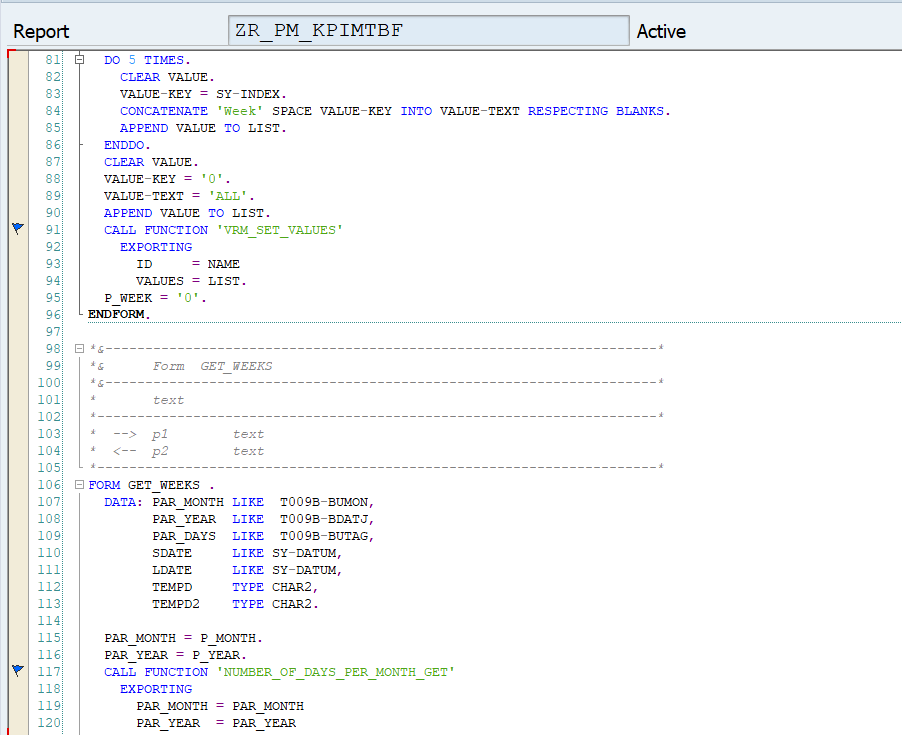 Report ZR_PM_KPIMTBF Active
81 DO 5 TIMES.
82 CLEAR VALUE.
83 VALUE-KEY = SY-INDEX.
84 CONCATENATE 'Week' SPACE VALUE-KEY INTO VALUE-TEXT RESPECTING BLANKS.
85 APPEND VALUE TO LIST.
86 ENDDO.
87 CLEAR VALUE.
88 VALUE-KEY = '0'.
89 VALUE-TEXT = 'ALL'.
90 APPEND VALUE TO LIST.
91 CALL FUNCTION 'VRM_SET_VALUES'
92 EXPORTING
93 ID     = NAME
94 VALUES = LIST.
95 P_WEEK = '0'.
96 ENDFORM.
97
98 *&---------------------------------------------------------------------*
99 *&      Form  GET_WEEKS
100 *&---------------------------------------------------------------------*
101 *       text
102 *----------------------------------------------------------------------*
103 *  -->  p1        text
104 *  <--  p2        text
105 *----------------------------------------------------------------------*
106 FORM GET_WEEKS .
107 DATA: PAR_MONTH LIKE  T009B-BUMON,
108 PAR_YEAR  LIKE  T009B-BDATJ,
109 PAR_DAYS  LIKE  T009B-BUTAG,
110 SDATE     LIKE SY-DATUM,
111 LDATE     LIKE SY-DATUM,
112 TEMPD     TYPE CHAR2,
113 TEMPD2    TYPE CHAR2.
114
115 PAR_MONTH = P_MONTH.
116 PAR_YEAR = P_YEAR.
117 CALL FUNCTION 'NUMBER_OF_DAYS_PER_MONTH_GET'
118 EXPORTING
119 PAR_MONTH = PAR_MONTH
120 PAR_YEAR  = PAR_YEAR